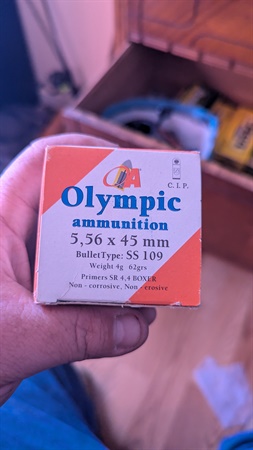 OA
C. I. P.
Olympic
ammunition
5,56 x 45 mm
BulletType: SS 109
Weight 4g 62grs
Primers SR 4,4 BOXER
Non - corrosive, Non - erosive